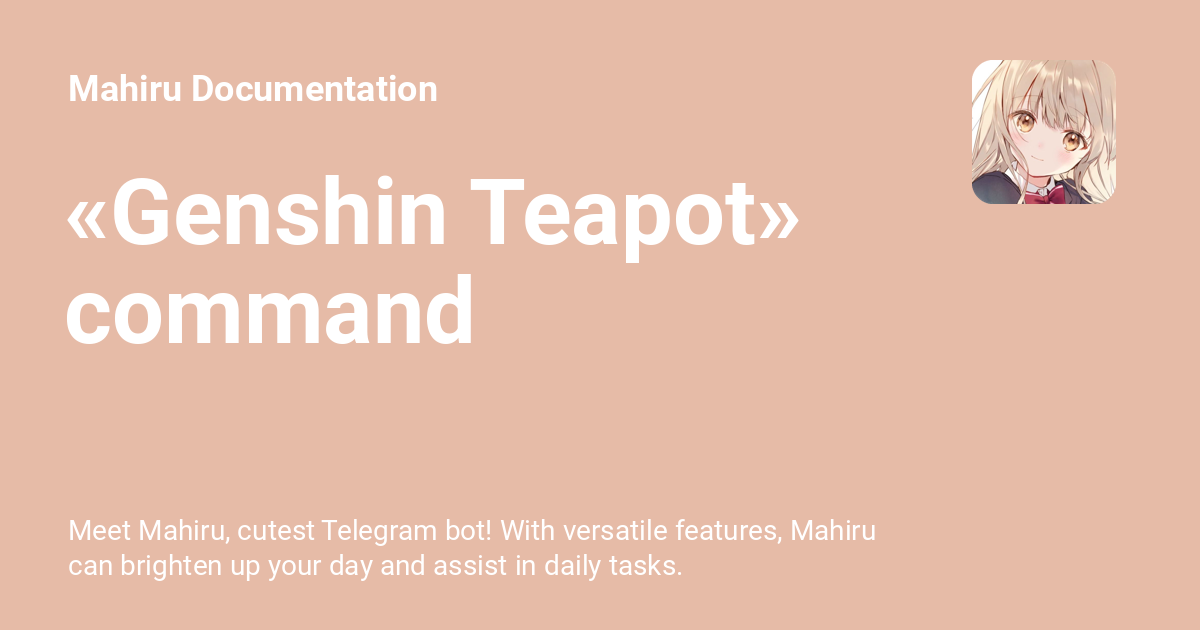 Mahiru Documentation
«Genshin Teapot»
command
Meet Mahiru, cutest Telegram bot! With versatile features, Mahiru
can brighten up your day and assist in daily tasks.